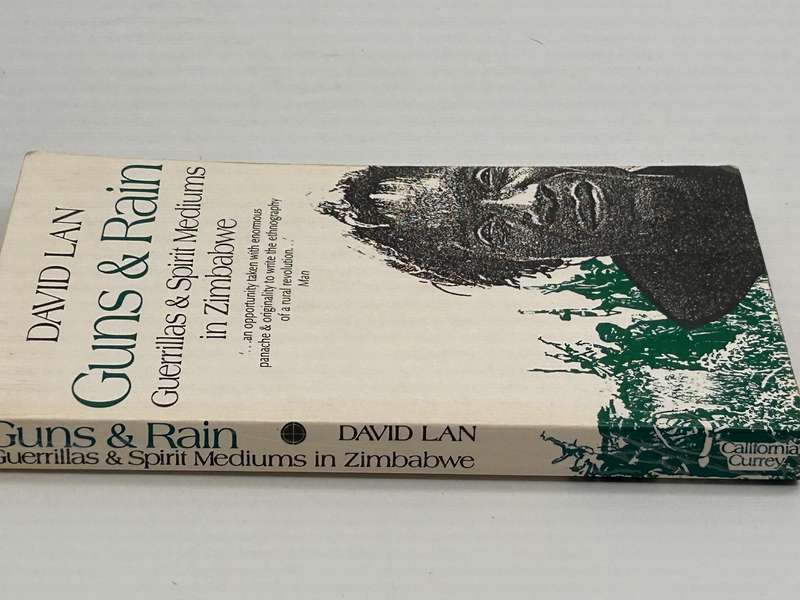 DAVID LAN
Guns & Rain
Guerrillas & Spirit Mediums
in Zimbabwe
'. . . an opportunity taken with enormous
panache & originality to write the ethnography
of a rural revolution. . .'
Man
Guns & Rain
DAVID LAN
Guerrillas & Spirit Mediums in Zimbabwe
California
Currey